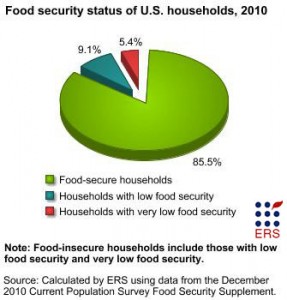 Food security status of U.S. households, 2010
5.4%
9.1%
85.5%
Food-secure households
Households with low food security
Households with very low food security
ERS
Note: Food-insecure households include those with low
food security and very low food security.
Source: Calculated by ERS using data from the December
2010 Current Population Survey Food Security Supplement.